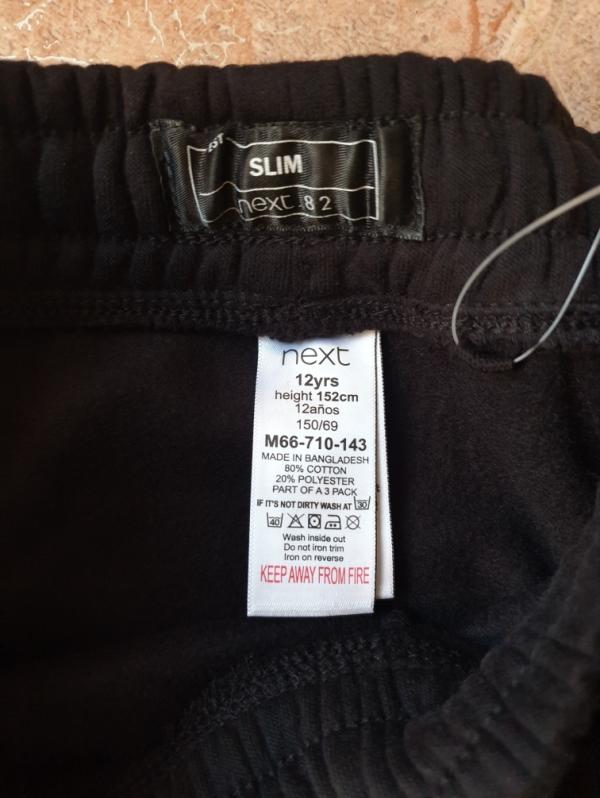 EST
SLIM
next 82
next
12yrs
height 152cm
12años
150/69
M66-710-143
MADE IN BANGLADESH
80% COTTON
20% POLYESTER
PART OF A 3 PACK
IF IT'S NOT DIRTY WASH AT 30
40
Wash inside out
Do not iron trim
Iron on reverse
KEEP AWAY FROM FIRE